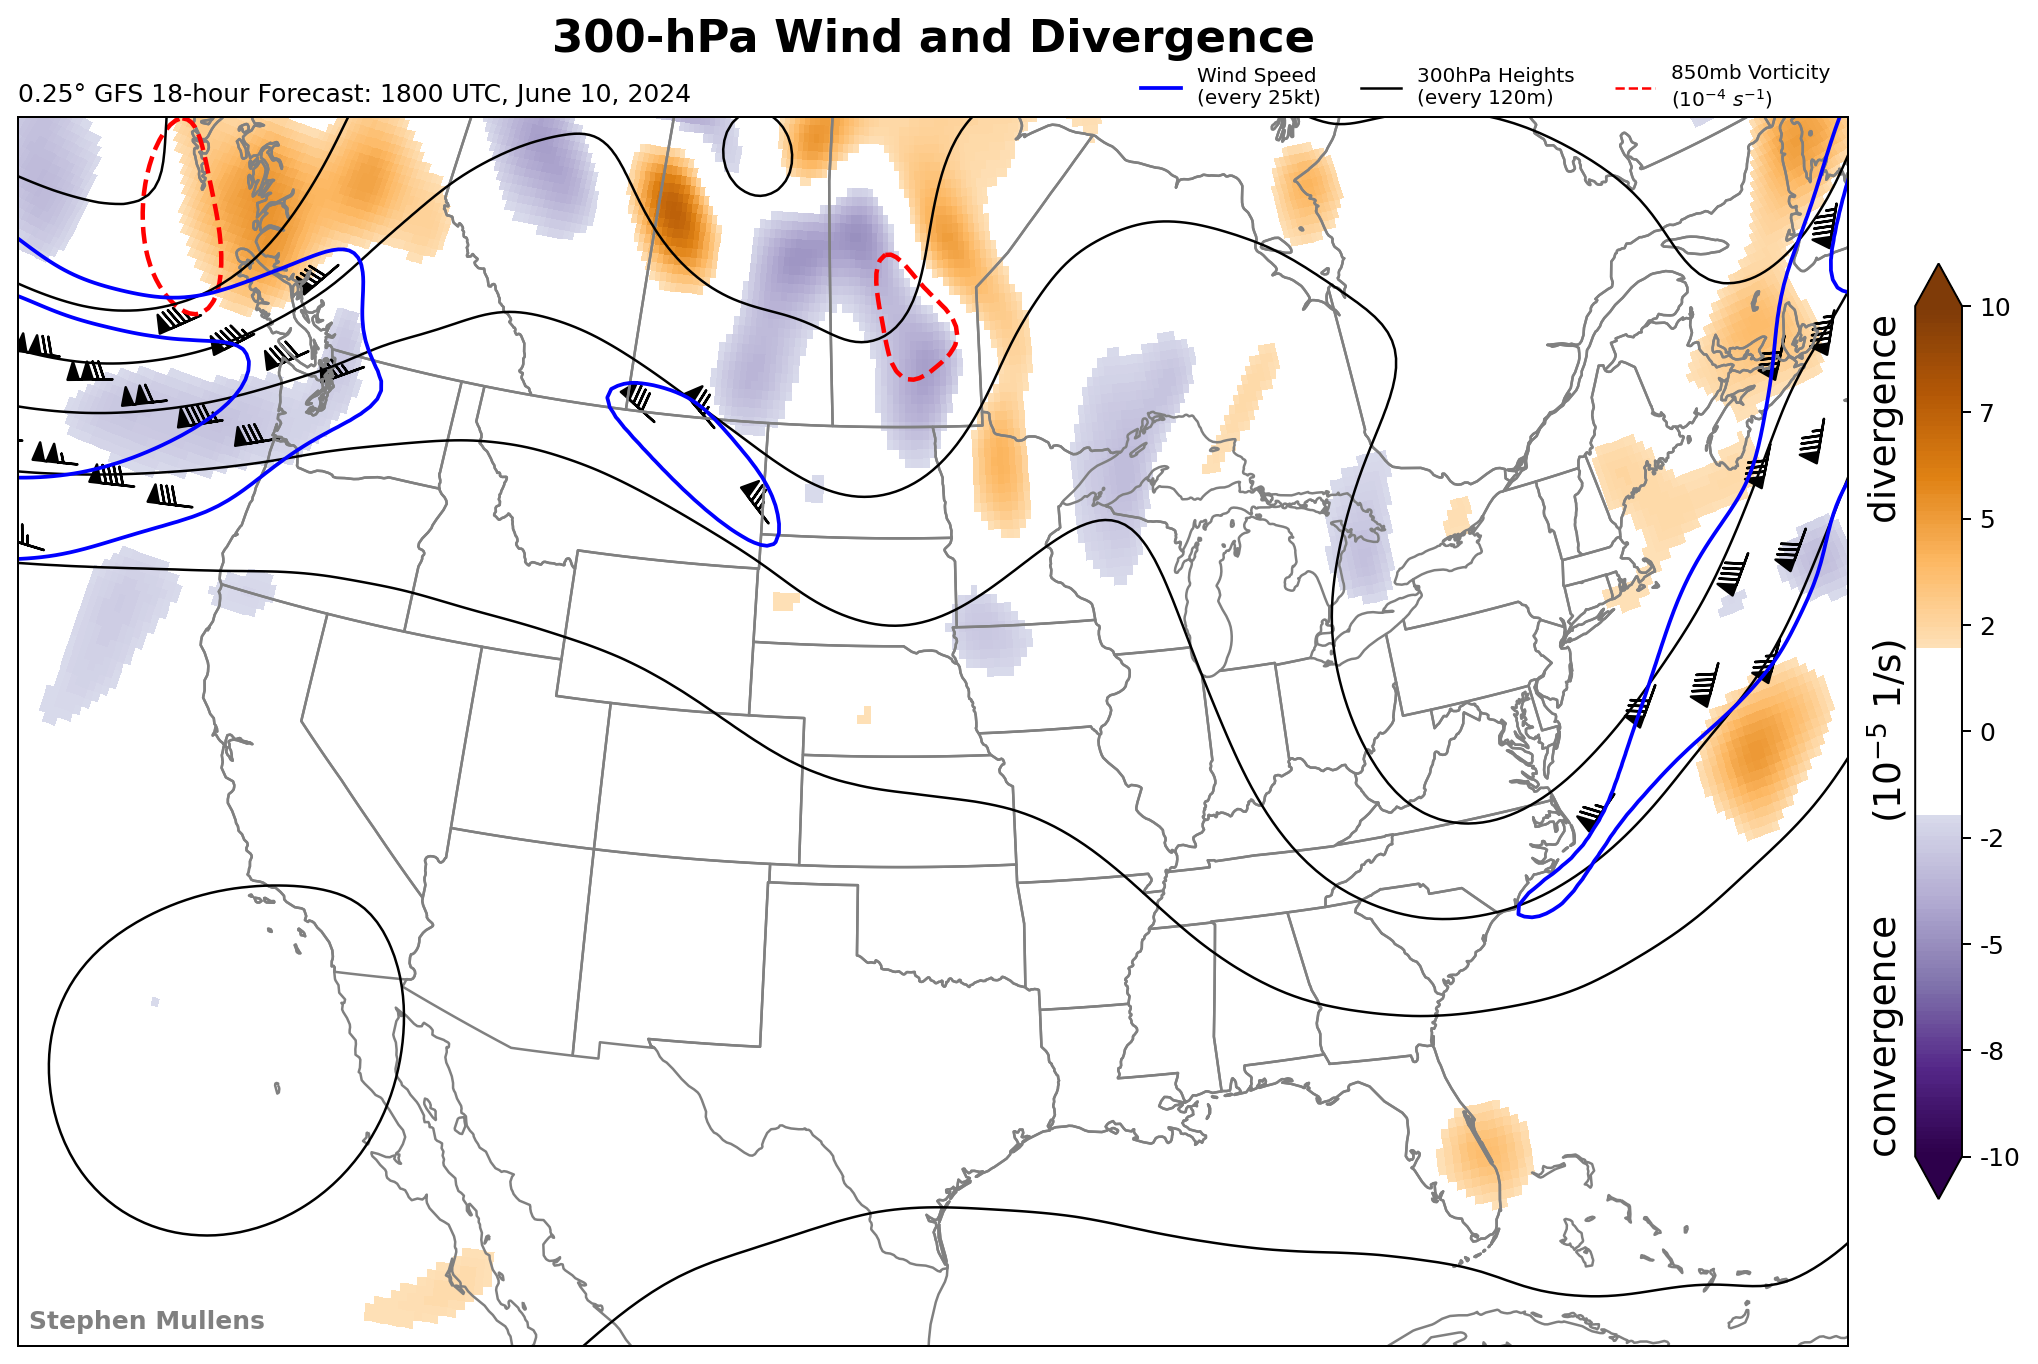 300-hPa Wind and Divergence
0.25° GFS 18-hour Forecast: 1800 UTC, June 10, 2024
Wind Speed
(every 25kt)
300hPa Heights
(every 120m)
850mb Vorticity
(10⁻⁴ s⁻¹)
10
7
5
2
0
-2
-5
-8
-10
convergence (10⁻⁵ 1/s) divergence
Stephen Mullens